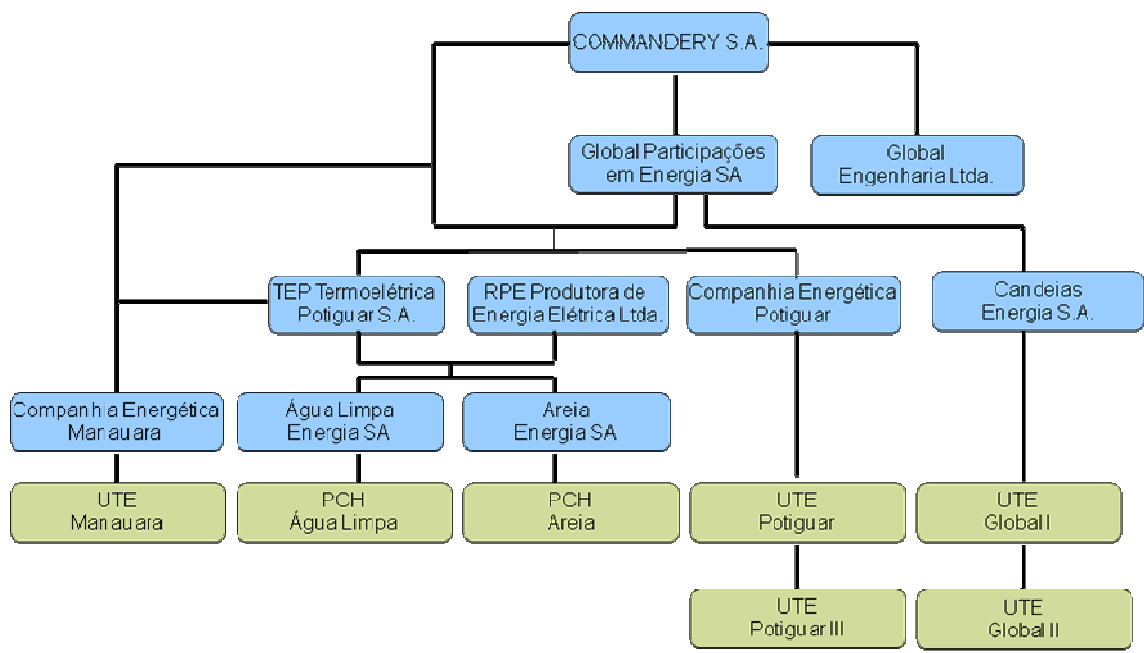 COMMANDERY S.A.
Global Participações
em Energia SA
Global
Engenharia Ltda.
TEP Termoelétrica
Potiguar S.A.
RPE Produtora de
Energia Elétrica Ltda.
Companhia Energética
Potiguar
Candeias
Energia S.A.
Companhia Energética
Manauara
Água Limpa
Energia SA
Areia
Energia SA
UTE
Manauara
PCH
Água Limpa
PCH
Areia
UTE
Potiguar
UTE
Global I
UTE
Potiguar III
UTE
Global II